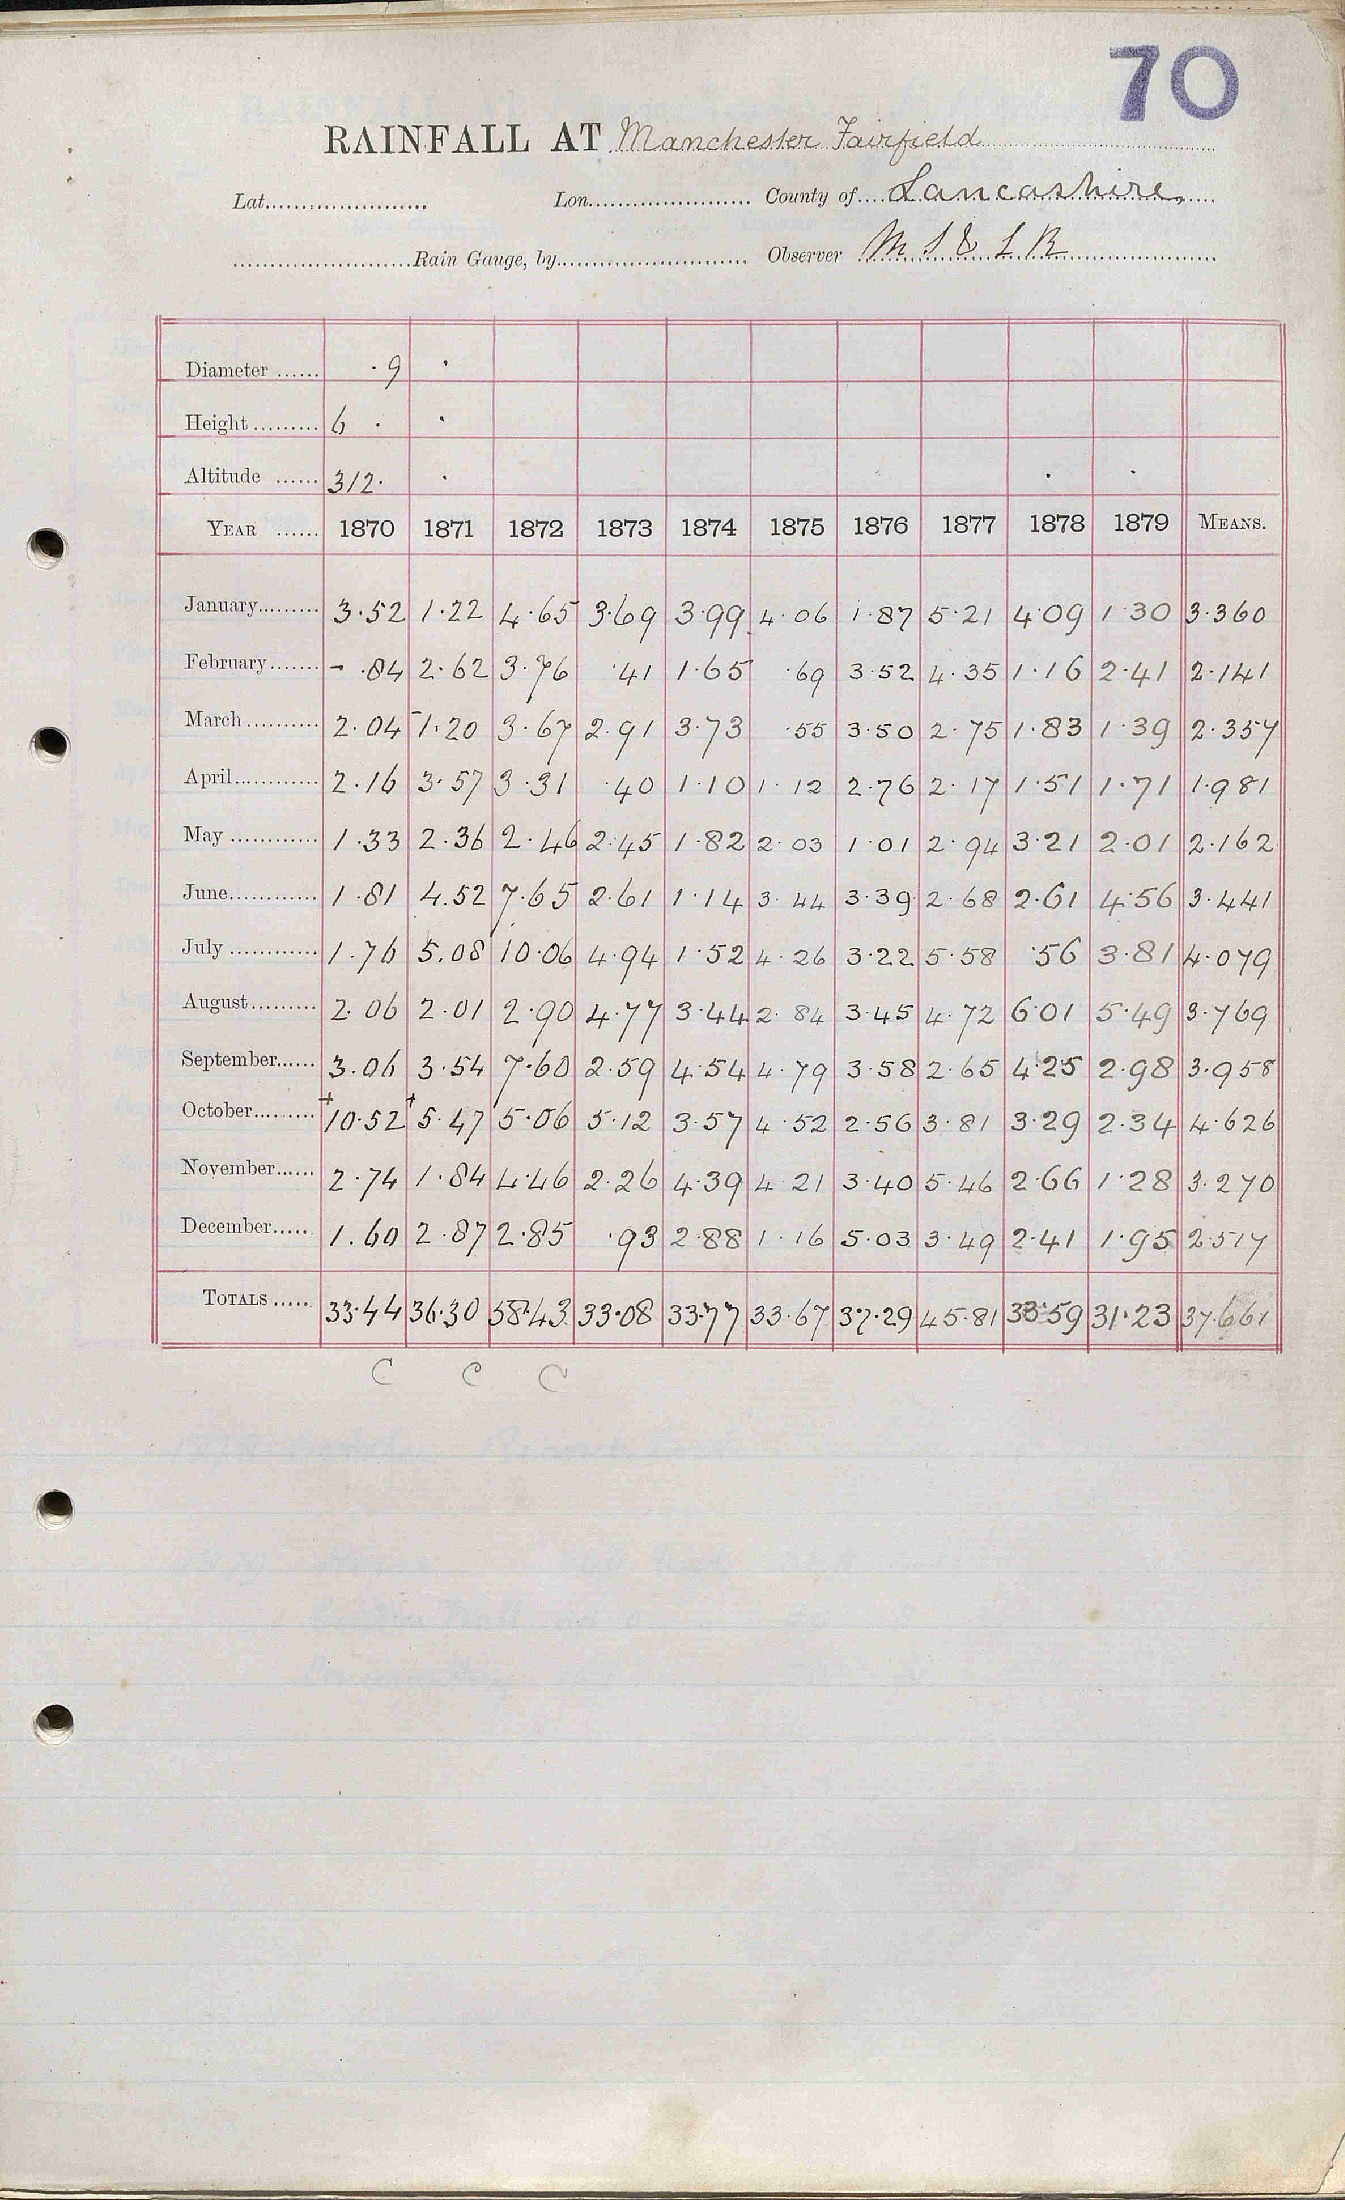 70
RAINFALL AT Manchester Fairfield
Lat...................... Lon...................... County of.... Lancashire.
......................Rain Gauge, by...................... Observer M S & L R
Diameter ...... ·9 ·
Height ......... 6 · ·
Altitude ...... 312· · · ·
YEAR ...... 1870 1871 1872 1873 1874 1875 1876 1877 1878 1879 MEANS.
January......... 3·52 1·22 4·65 3·69 3·99 4·06 1·87 5·21 4·09 1·30 3·360
February....... - ·84 2·62 3·76 ·41 1·65 ·69 3·52 4·35 1·16 2·41 2·141
March .......... 2·04 -1·20 3·67 2·91 3·73 ·55 3·50 2·75 1·83 1·39 2·357
April............ 2·16 3·57 3·31 ·40 1·10 1·12 2·76 2·17 1·51 1·71 1·981
May ............ 1·33 2·36 2·46 2·45 1·82 2·03 1·01 2·94 3·21 2·01 2·162
June............ 1·81 4.52 7·65 2·61 1·14 3·44 3·39 2·68 2·61 4·56 3·441
July ............ 1·76 5.08 10·06 4·94 1·52 4·26 3·22 5·58 ·56 3·81 4·079
August......... 2·06 2·01 2·90 4·77 3·44 2·84 3·45 4·72 6·01 5·49 3·769
September...... 3·06 3·54 7·60 2·59 4·54 4·79 3·58 2·65 4·25 2·98 3·958
October......... +10·52 +5·47 5·06 5·12 3·57 4·52 2·56 3·81 3·29 2·34 4·626
November...... 2·74 1·84 4·46 2·26 4·39 4·21 3·40 5·46 2·66 1·28 3·270
December..... 1·60 2·87 2·85 ·93 2·88 1·16 5·03 3·49 2·41 1·95 2·517
TOTALS ..... 33·44 36·30 58·43 33·08 33·77 33·67 37·29 45·81 33·59 31·23 37·661
C C C